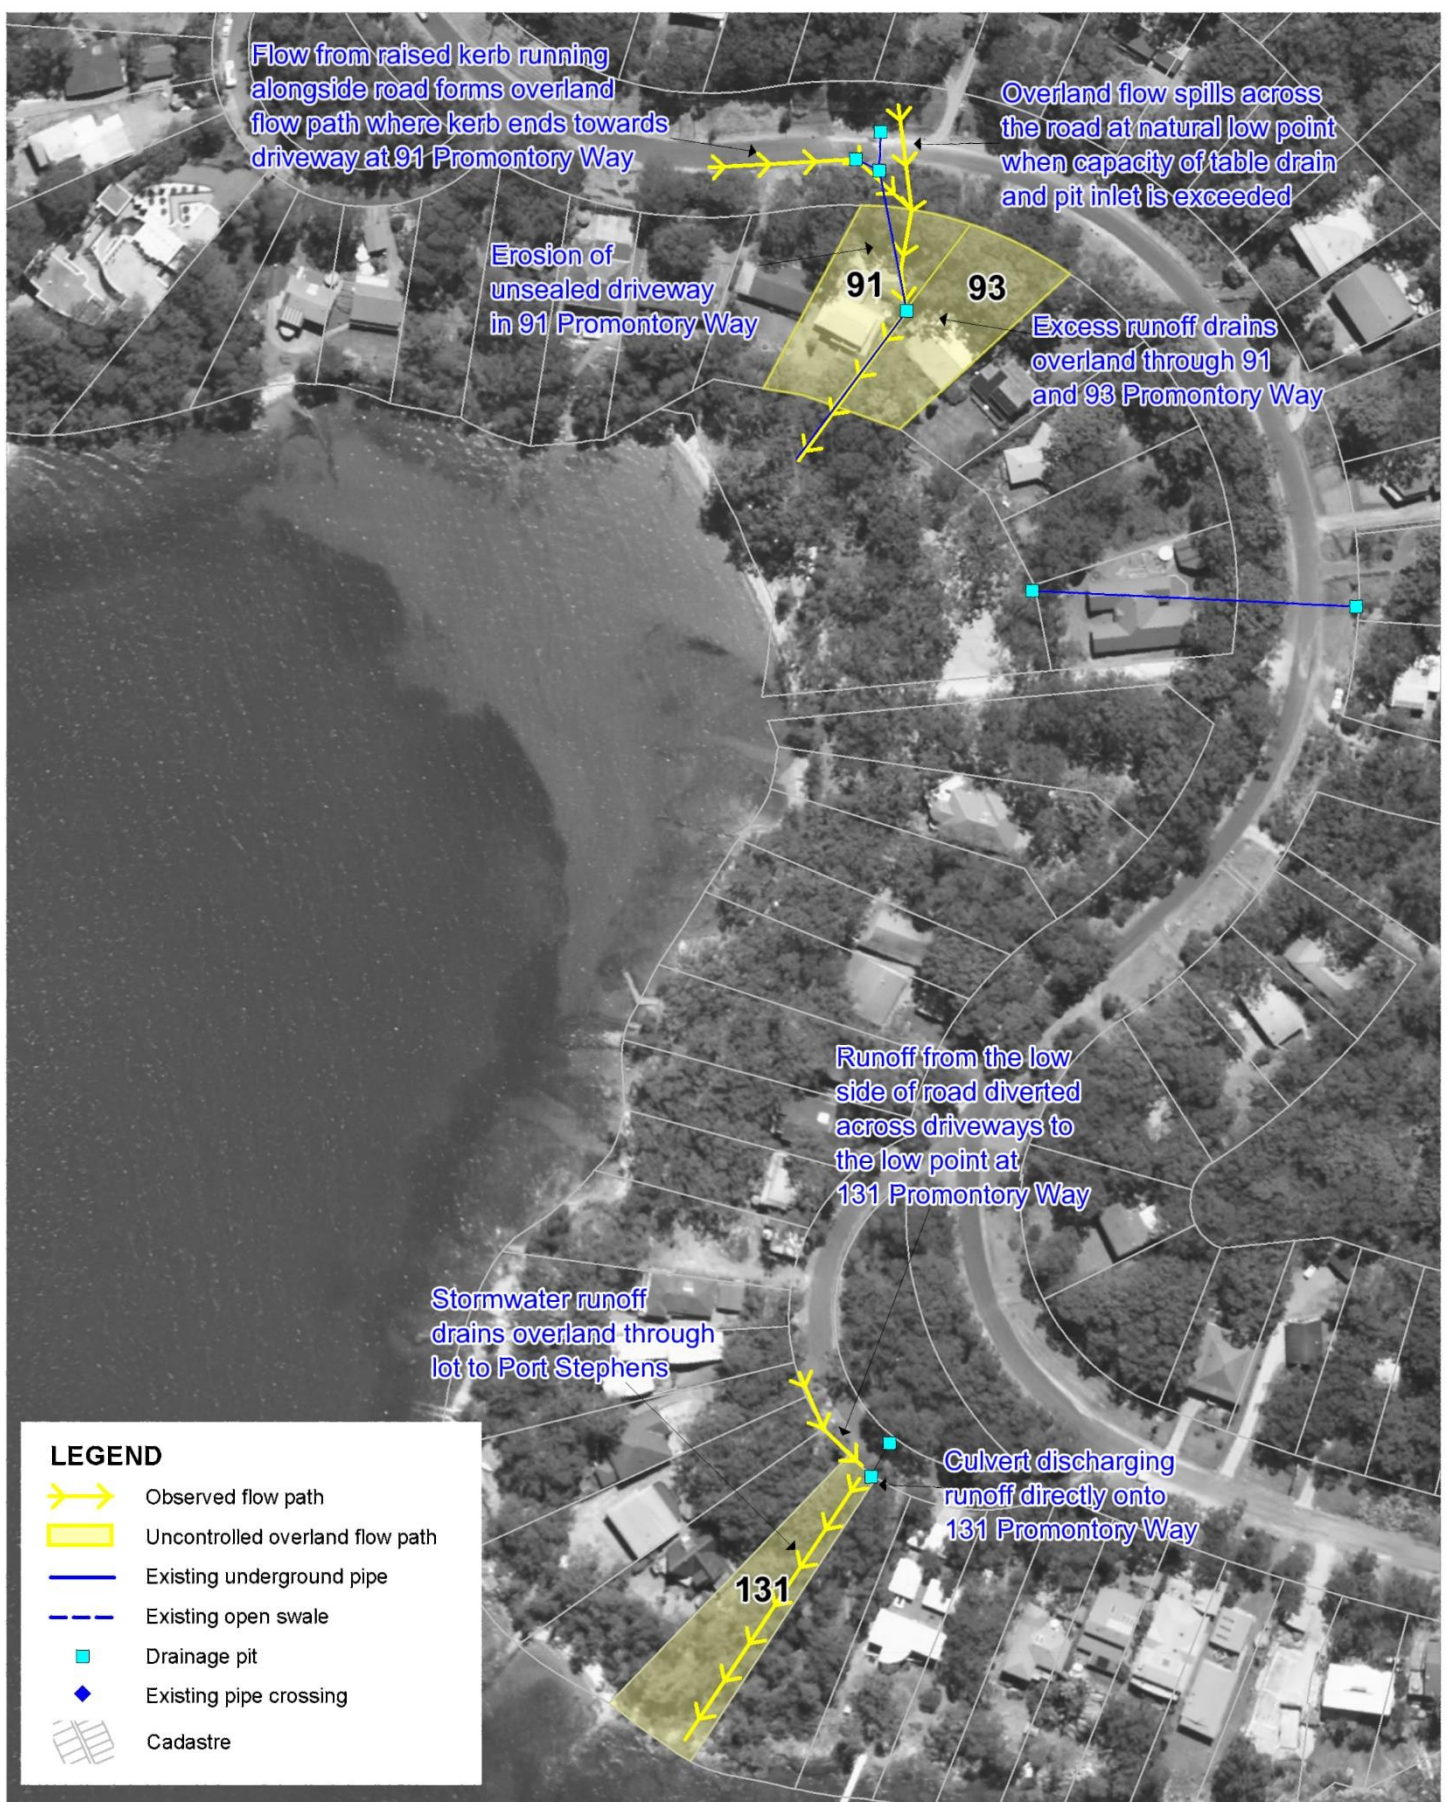 Flow from raised kerb running
alongside road forms overland
flow path where kerb ends towards
driveway at 91 Promontory Way
Overland flow spills across
the road at natural low point
when capacity of table drain
and pit inlet is exceeded
Erosion of
unsealed driveway
in 91 Promontory Way
91
93
Excess runoff drains
overland through 91
and 93 Promontory Way
Runoff from the low
side of road diverted
across driveways to
the low point at
131 Promontory Way
Stormwater runoff
drains overland through
lot to Port Stephens
Culvert discharging
runoff directly onto
131 Promontory Way
131
LEGEND
Observed flow path
Uncontrolled overland flow path
Existing underground pipe
Existing open swale
Drainage pit
Existing pipe crossing
Cadastre